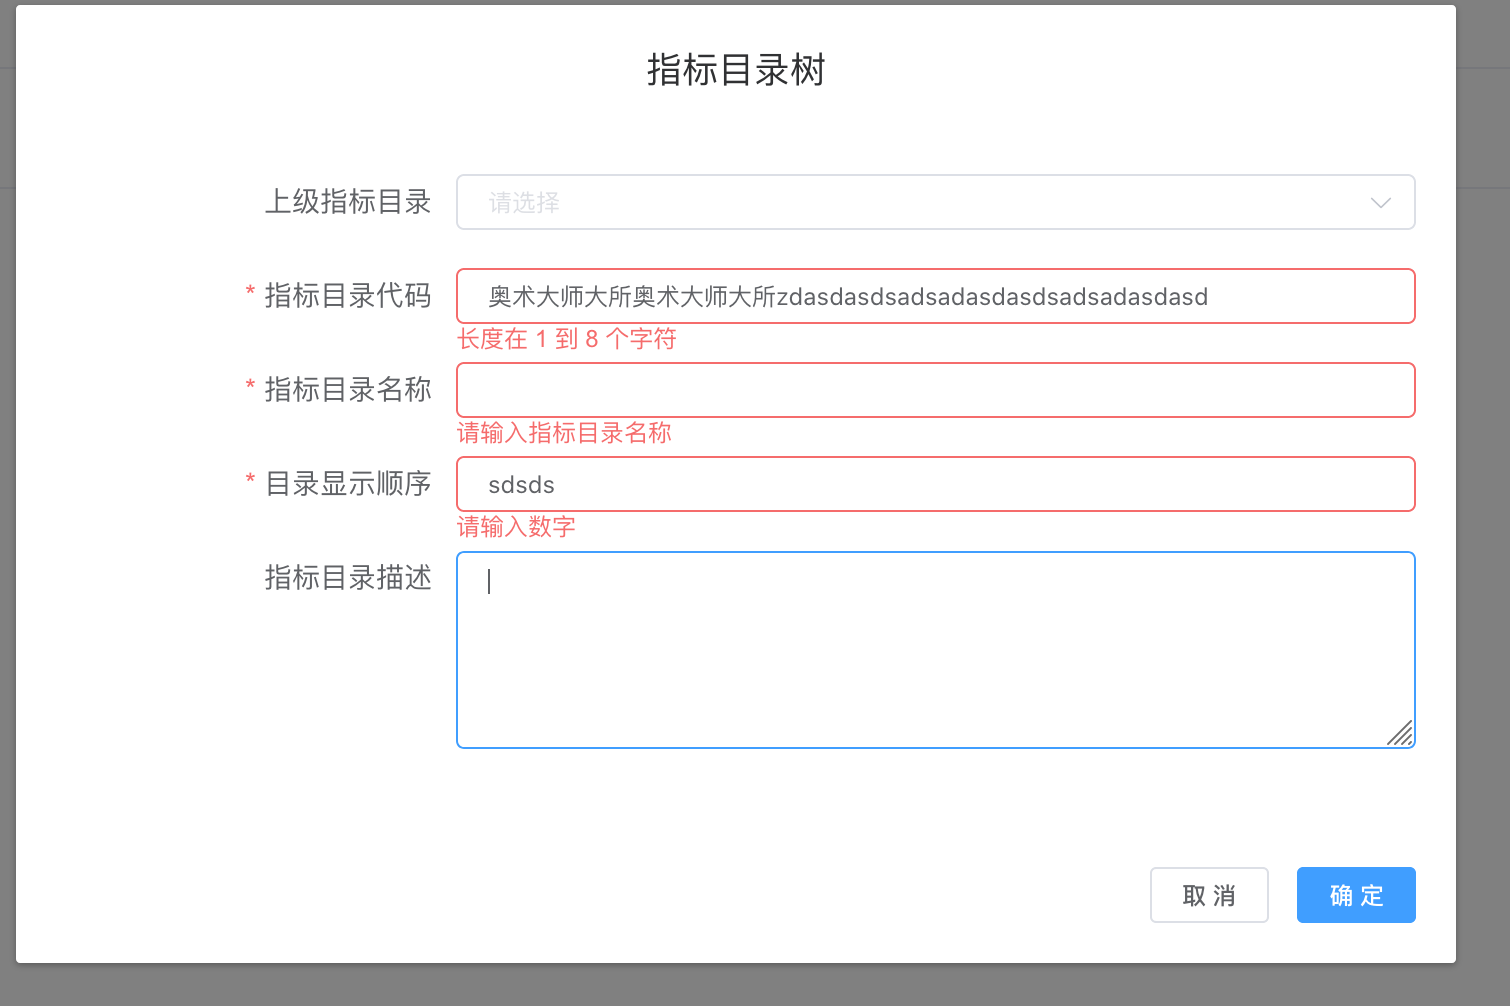 指标目录树
上级指标目录 请选择
* 指标目录代码 奥术大师大所奥术大师大所zdasdasdsadsadasdasdsadsadasdasd
长度在 1 到 8 个字符
* 指标目录名称
请输入指标目录名称
* 目录显示顺序 sdsds
请输入数字
指标目录描述
取 消 确 定